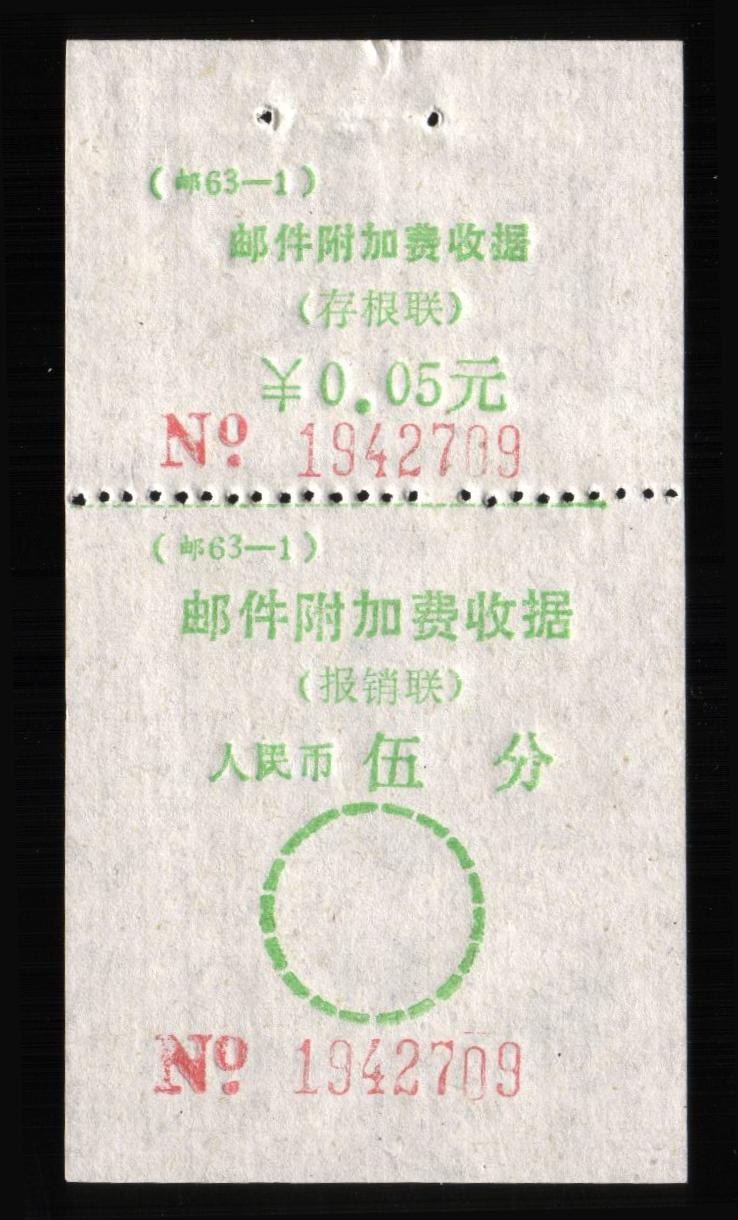 （邮63—1）
邮件附加费收据
（存根联）
￥0.05元
№ 1942709
（邮63—1）
邮件附加费收据
（报销联）
人民币 伍 分
№ 1942709